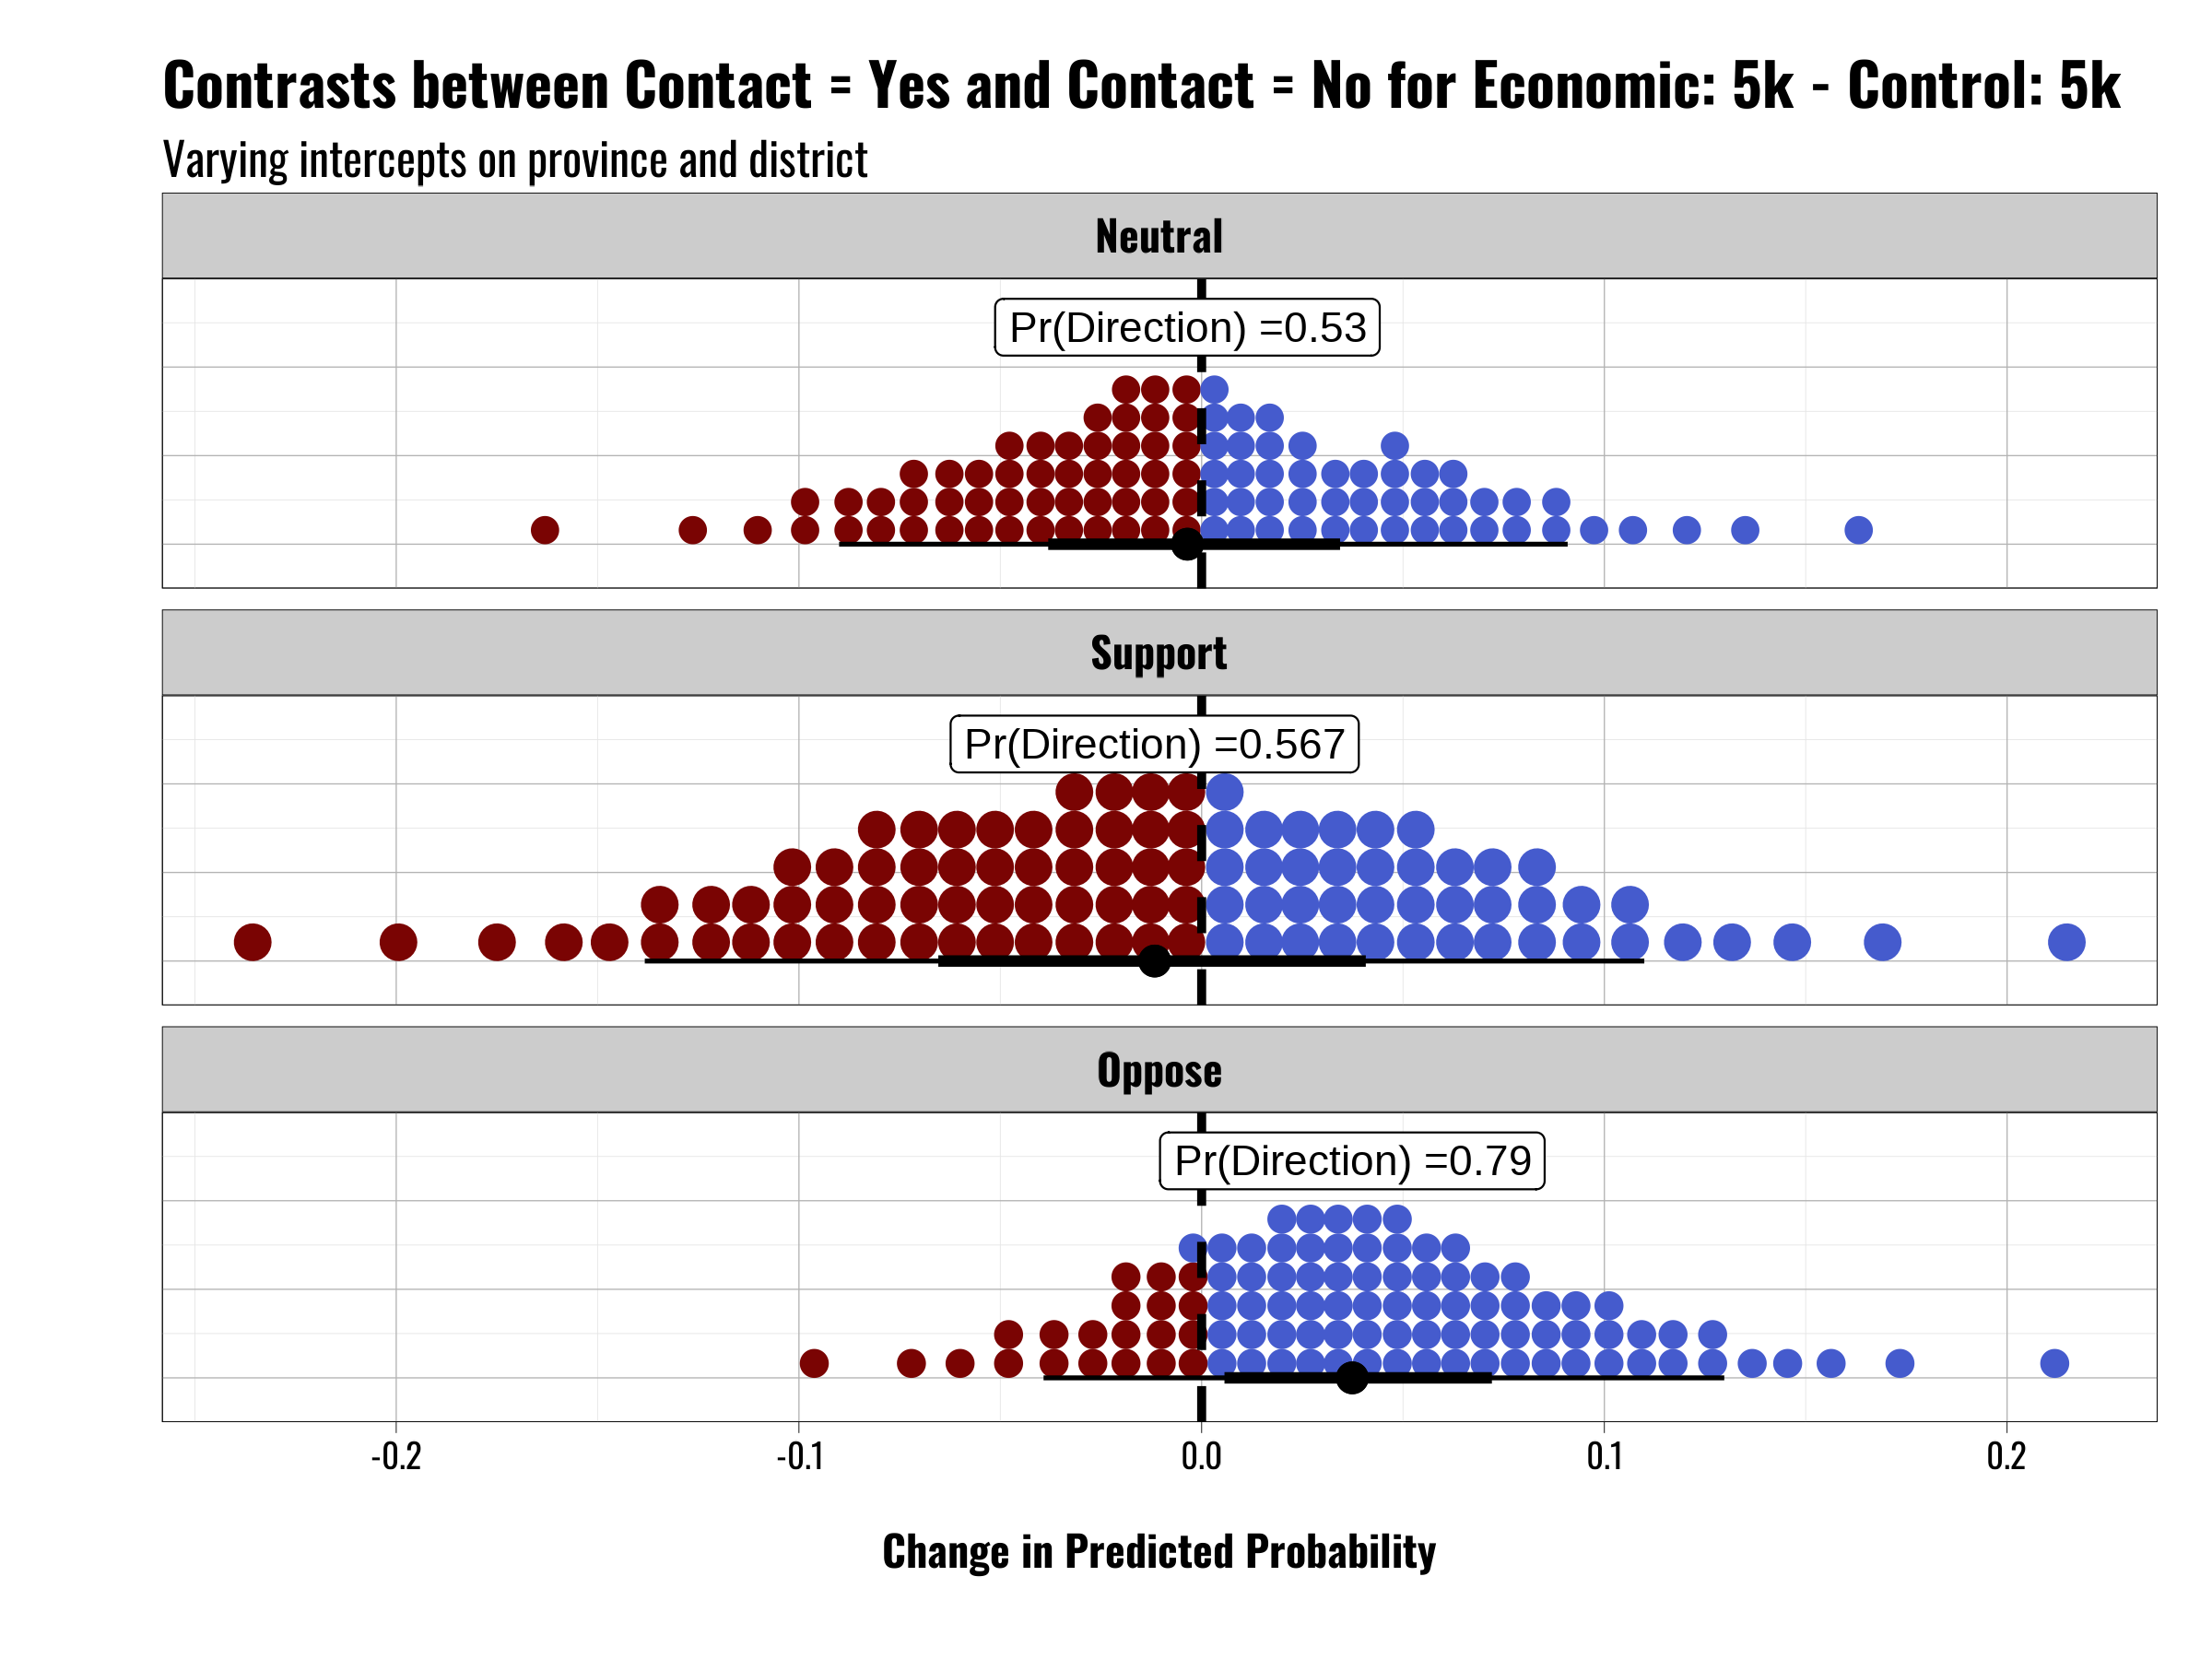 Contrasts between Contact = Yes and Contact = No for Economic: 5k - Control: 5k
Varying intercepts on province and district
Neutral
Pr(Direction) =0.53
Support
Pr(Direction) =0.567
Oppose
Pr(Direction) =0.79
-0.2 -0.1 0.0 0.1 0.2
Change in Predicted Probability